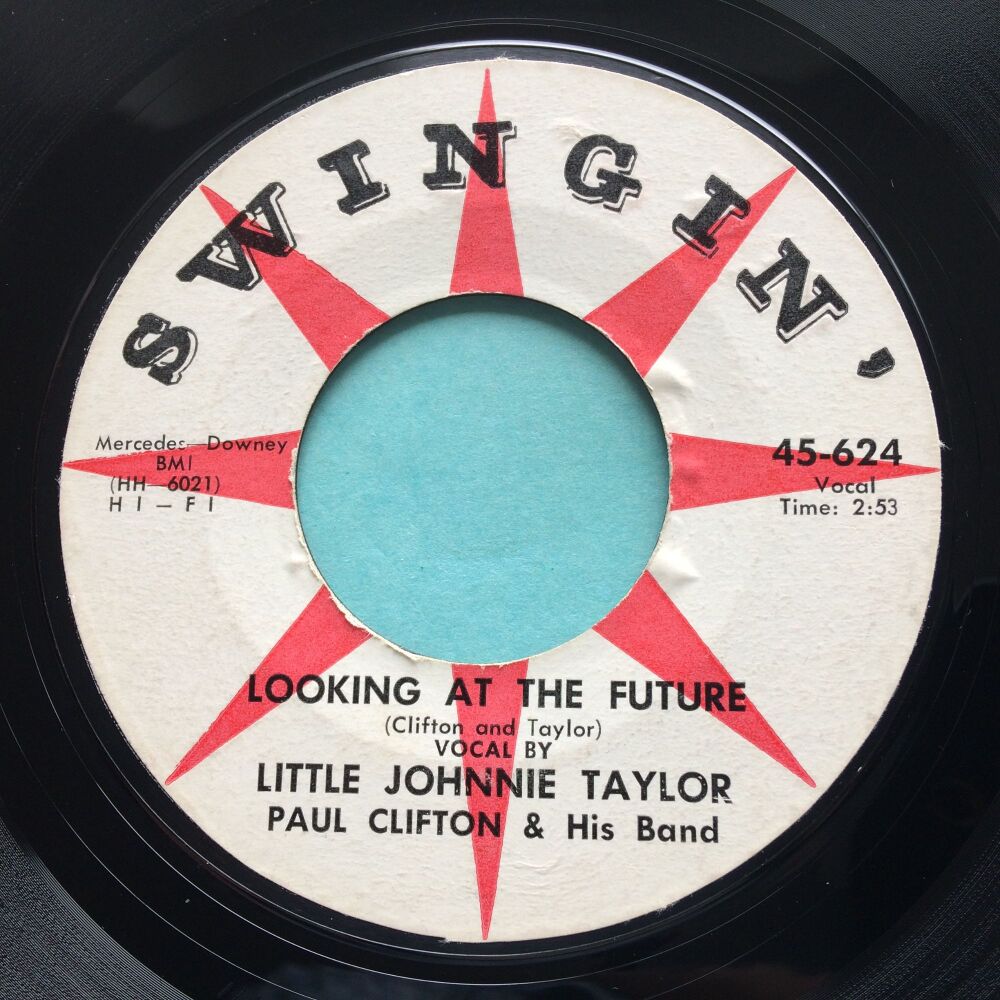 SWINGIN'
Mercedes—Downey
BMI
(HH—6021)
HI–FI
45-624
Vocal
Time: 2:53
LOOKING AT THE FUTURE
(Clifton and Taylor)
VOCAL BY
LITTLE JOHNNIE TAYLOR
PAUL CLIFTON & His Band